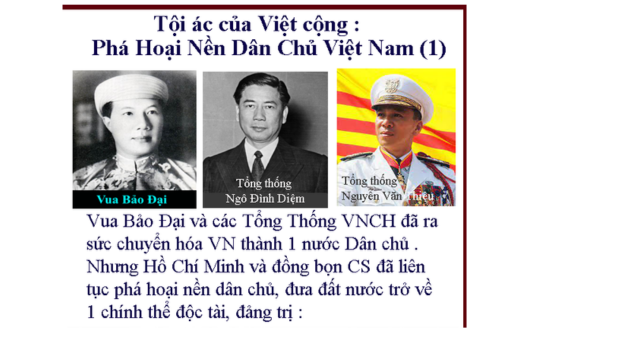 Tội ác của Việt cộng :
Phá Hoại Nền Dân Chủ Việt Nam (1)
Vua Bảo Đại
Tổng thống
Ngô Đình Diệm
Tổng thống
Nguyễn Văn Thiệu
Vua Bảo Đại và các Tổng Thống VNCH đã ra
sức chuyển hóa VN thành 1 nước Dân chủ .
Nhưng Hồ Chí Minh và đồng bọn CS đã liên
tục phá hoại nền dân chủ, đưa đất nước trở về
1 chính thể độc tài, đảng trị :